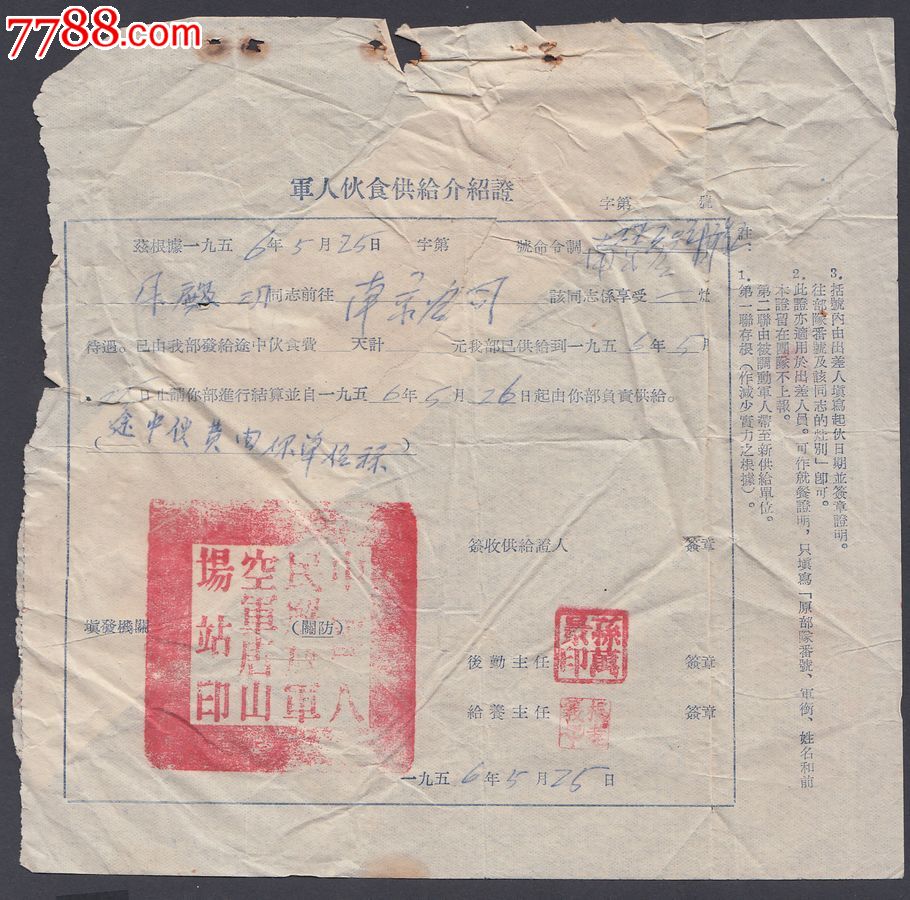 7788.com
軍人伙食供給介紹證
字第 號
茲根據一九五6年5月25日 字第 號命令調
同志前往 南京空司 該同志係享受一灶
待遇。已由我部發給途中伙食費 天計 元我部已供給到一九五6年5月
25日止請你部進行結算並自一九五6年5月26日起由你部負責供給。
(途中伙費由你單位補)
簽收供給證人 簽章
填發機關 (關防)
後勤主任 簽章
給養主任 簽章
一九五6年5月25日
中 人
民 軍
空軍唐山
場站印
孫萬
印
註：
1. 第一聯存根(作減少實力之根據)。
第二聯由被調動軍人帶至新供給單位。
本證留在團隊不上報。
2. 此證亦適用於出差人員。可作就餐證明，只填寫「原部隊番號、軍銜、姓名和前
往部隊番號及該同志的灶別」即可。
3. 括號內由出差人填寫起伙日期並簽章證明。